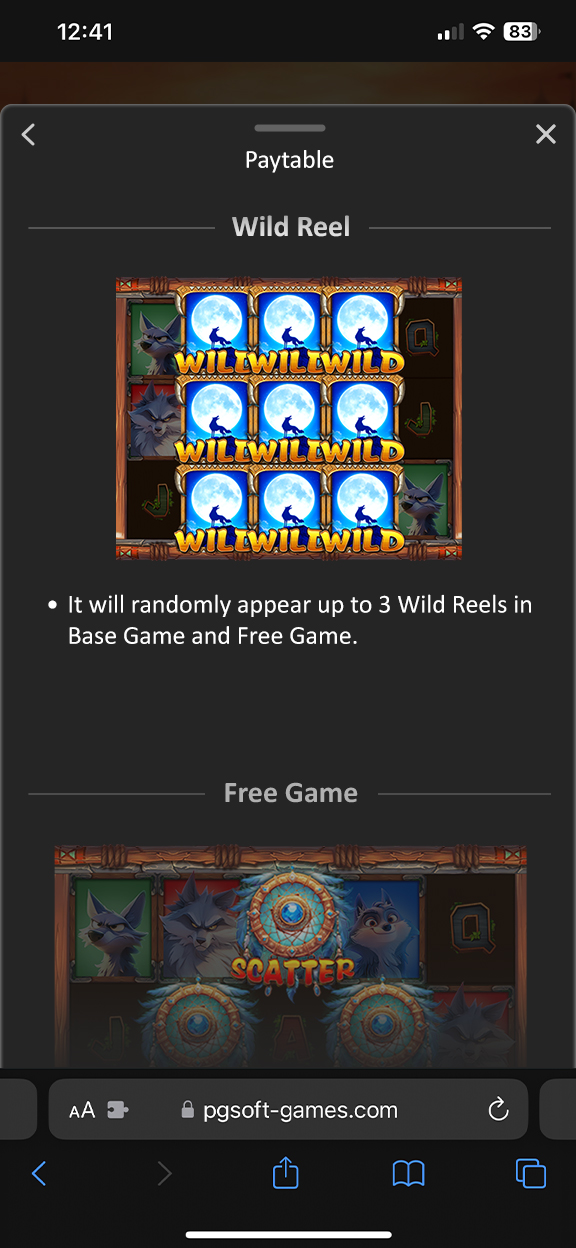 12:41
83
Paytable
Wild Reel
WILD WILD WILD
Q
WILD WILD WILD
J
J
WILD WILD WILD
• It will randomly appear up to 3 Wild Reels in
Base Game and Free Game.
Free Game
Q
SCATTER
J
A
AA pgsoft-games.com